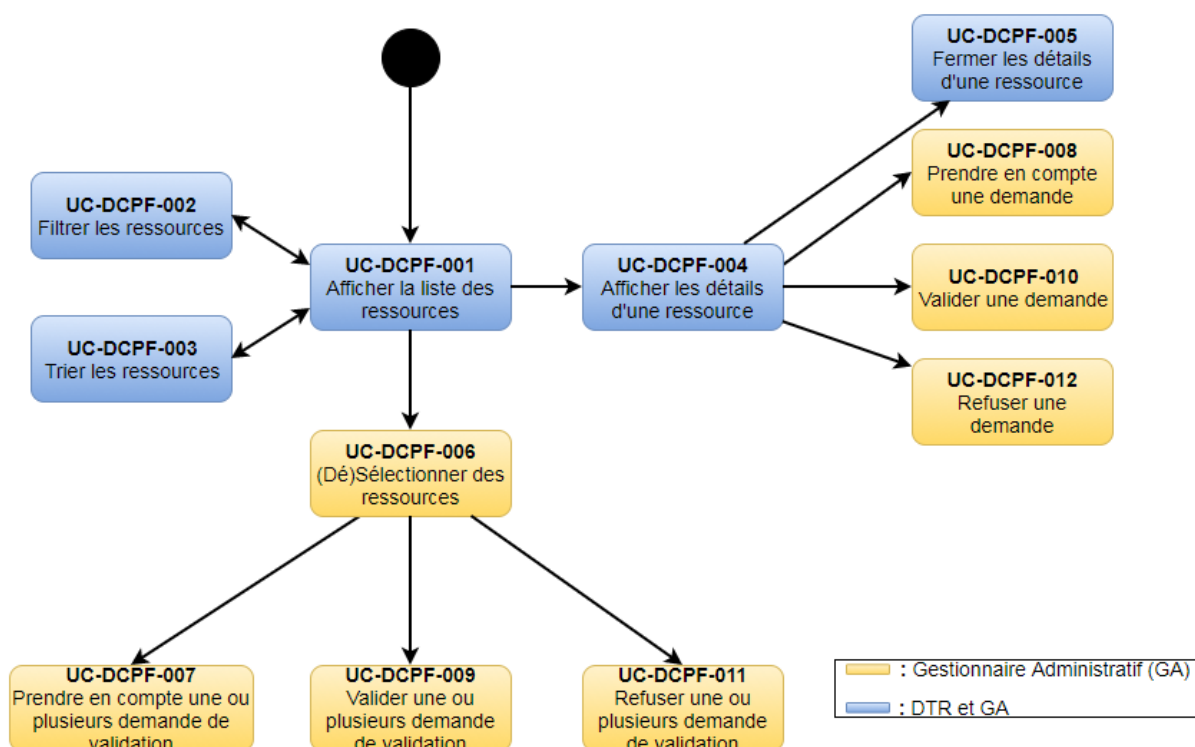 UC-DCPF-005
Fermer les détails
d'une ressource
UC-DCPF-008
Prendre en compte
une demande
UC-DCPF-002
Filtrer les ressources
UC-DCPF-001
Afficher la liste des
ressources
UC-DCPF-004
Afficher les détails
d'une ressource
UC-DCPF-010
Valider une demande
UC-DCPF-003
Trier les ressources
UC-DCPF-012
Refuser une
demande
UC-DCPF-006
(Dé)Sélectionner des
ressources
UC-DCPF-007
Prendre en compte une ou
plusieurs demande de
validation
UC-DCPF-009
Valider une ou
plusieurs demande
de validation
UC-DCPF-011
Refuser une ou
plusieurs demande
de validation
: Gestionnaire Administratif (GA)
: DTR et GA